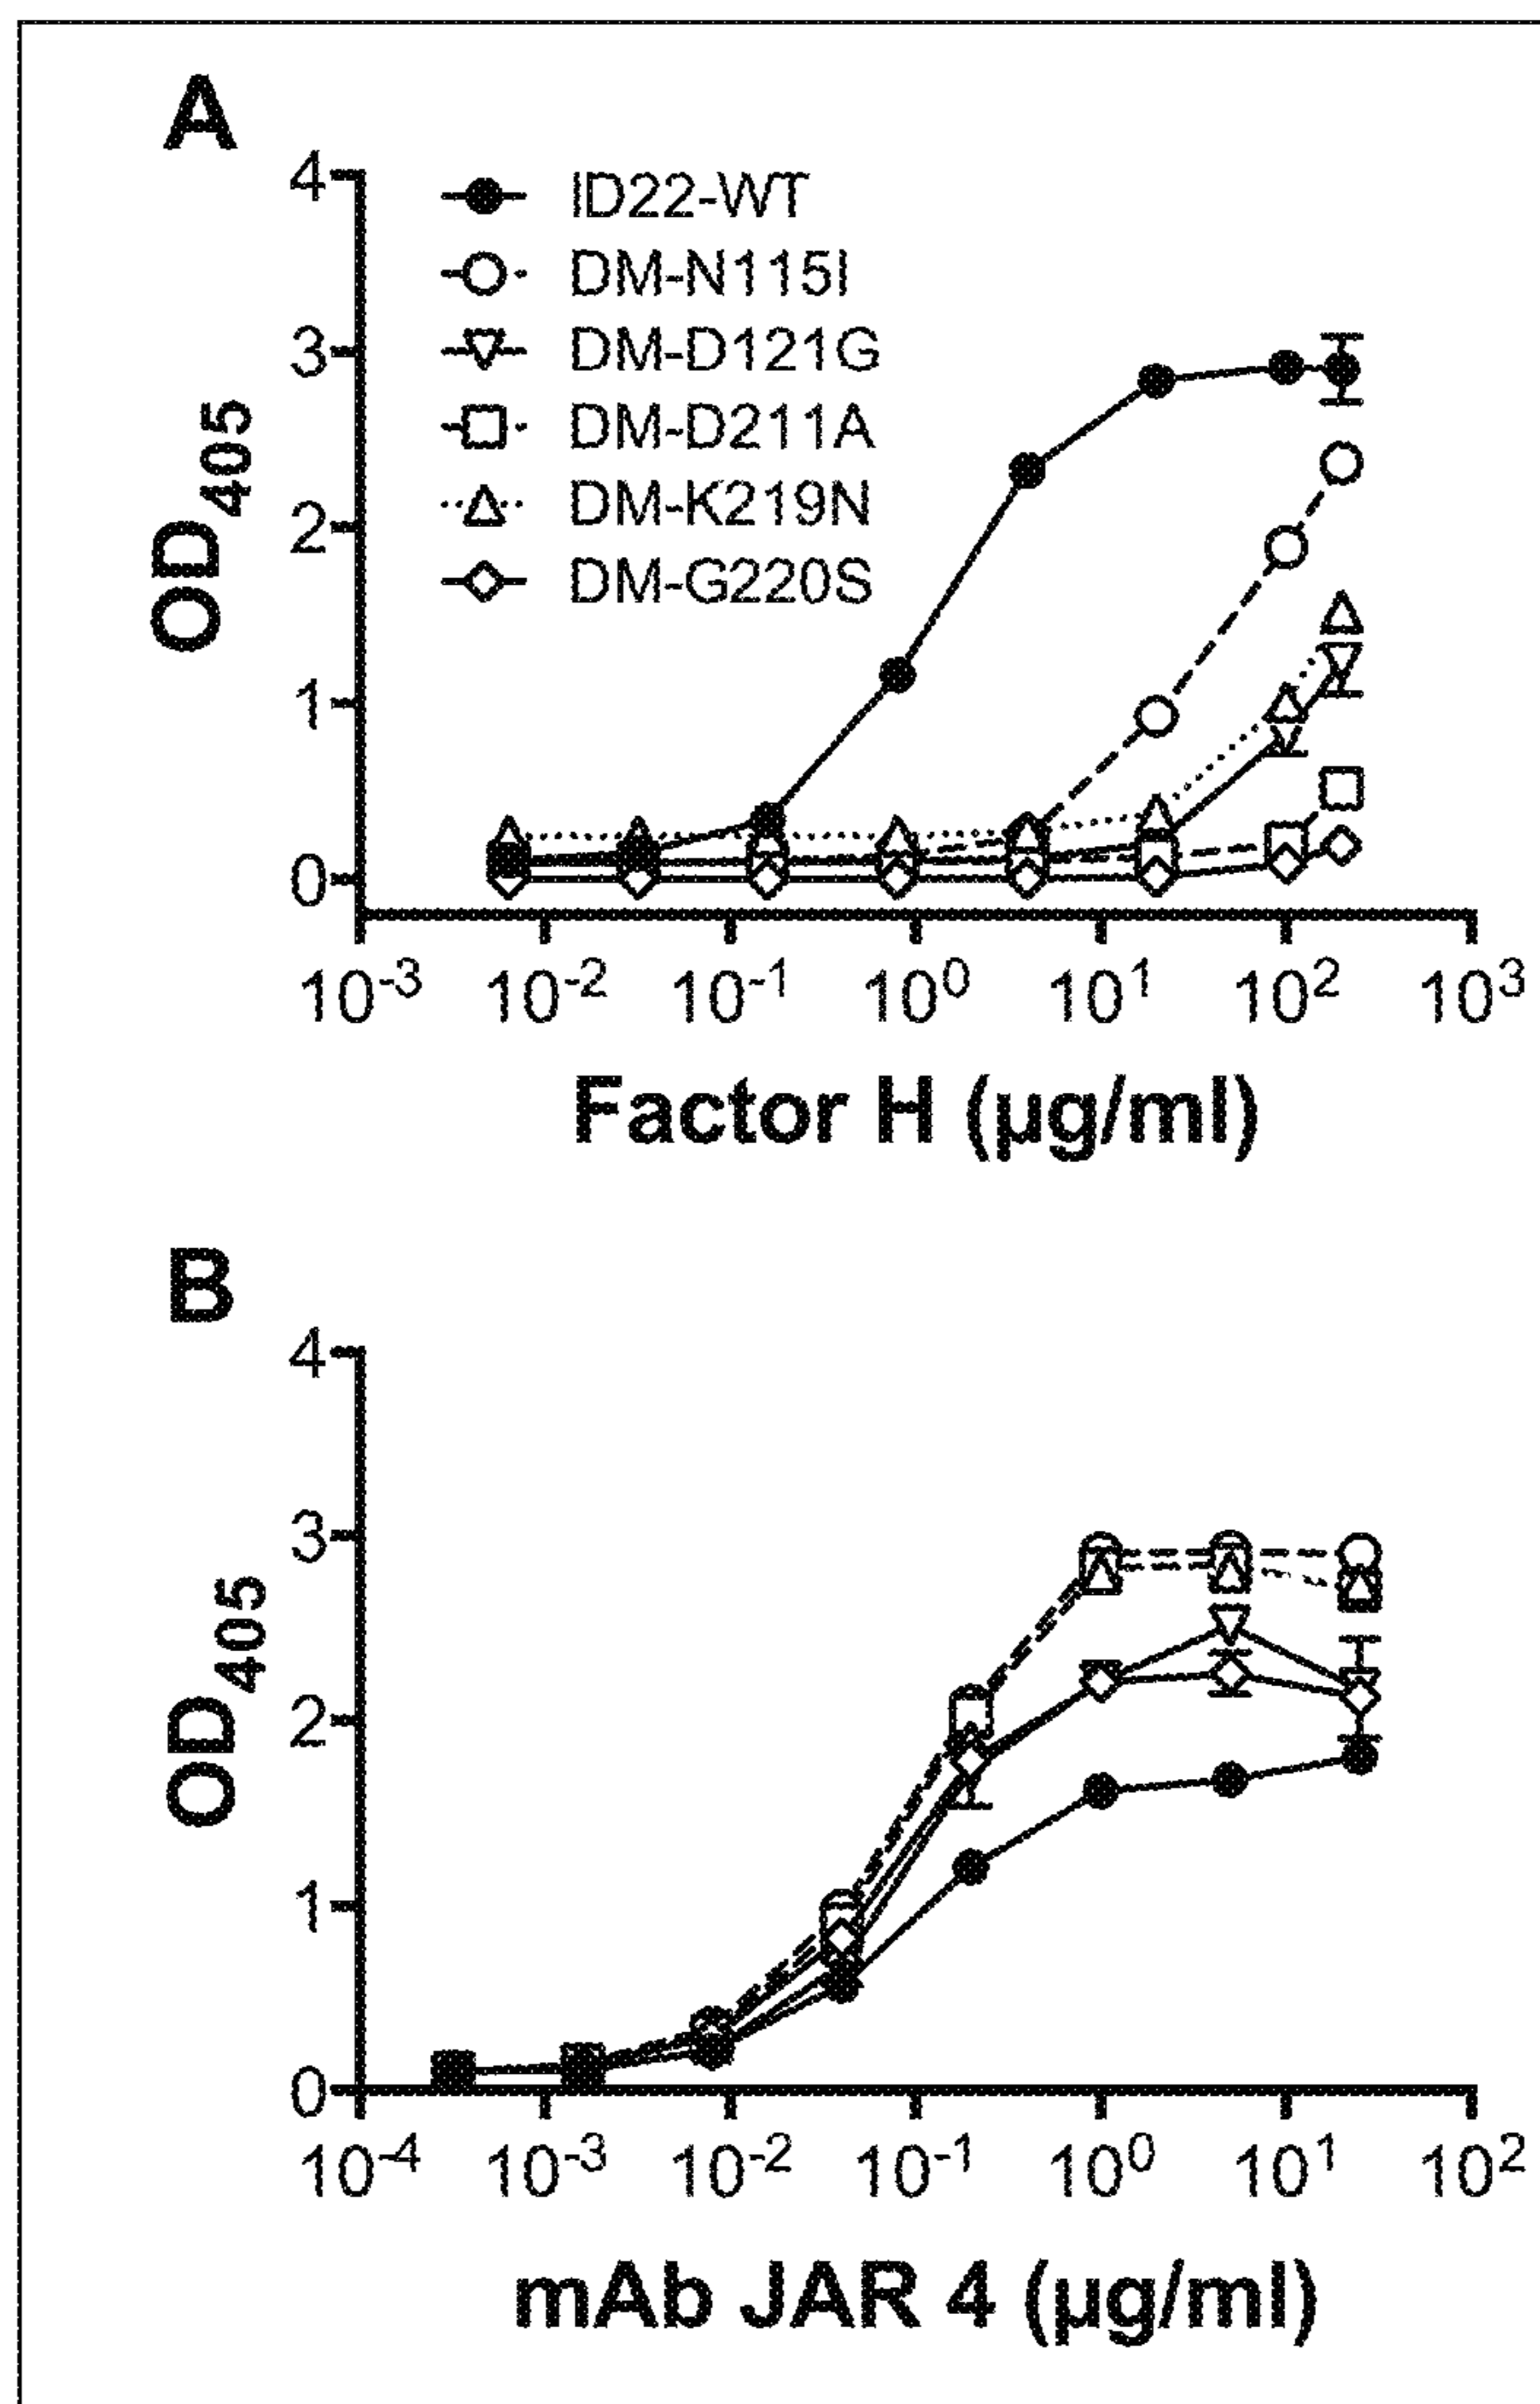 A
4
3
2
1
0
OD405
ID22-WT
DM-N115I
DM-D121G
DM-D211A
DM-K219N
DM-G220S
10-3 10-2 10-1 100 101 102 103
Factor H (µg/ml)
B
4
3
2
1
0
OD405
10-4 10-3 10-2 10-1 100 101 102
mAb JAR 4 (µg/ml)